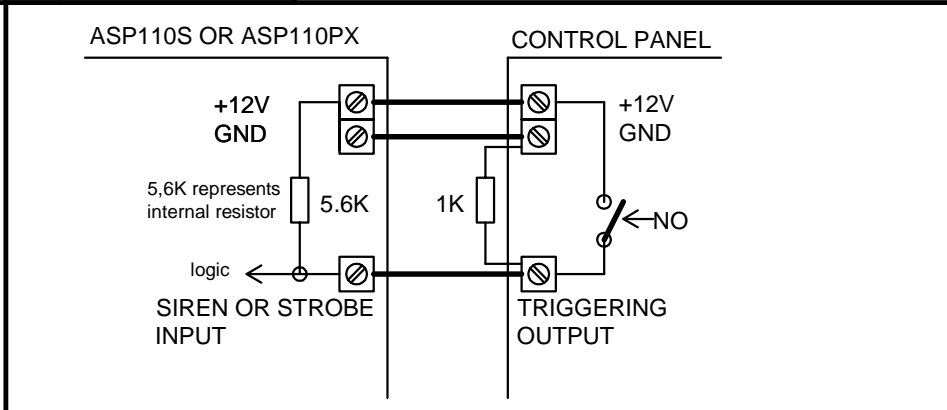 ASP110S OR ASP110PX
CONTROL PANEL
+12V
GND
+12V
GND
5,6K represents
internal resistor
5.6K
1K
NO
logic
SIREN OR STROBE
INPUT
TRIGGERING
OUTPUT